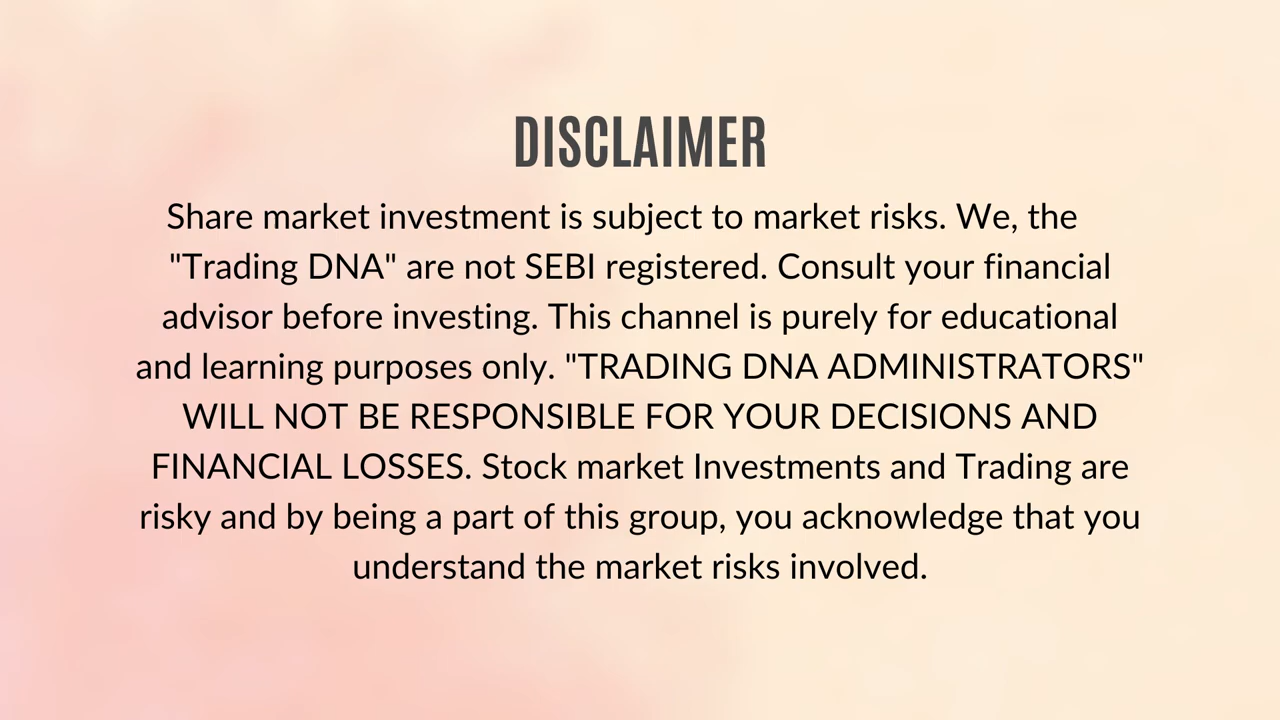 DISCLAIMER
Share market investment is subject to market risks. We, the
"Trading DNA" are not SEBI registered. Consult your financial
advisor before investing. This channel is purely for educational
and learning purposes only. "TRADING DNA ADMINISTRATORS"
WILL NOT BE RESPONSIBLE FOR YOUR DECISIONS AND
FINANCIAL LOSSES. Stock market Investments and Trading are
risky and by being a part of this group, you acknowledge that you
understand the market risks involved.